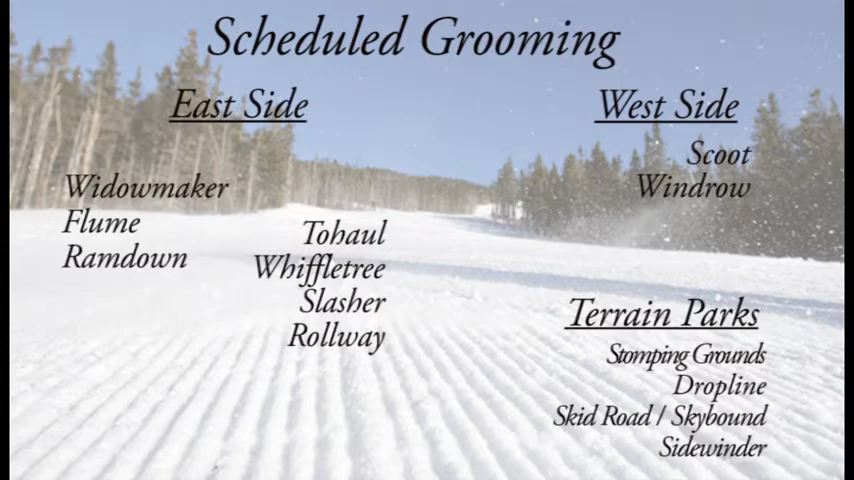 Scheduled Grooming
East Side
Widowmaker
Flume
Ramdown
Tohaul
Whiffletree
Slasher
Rollway
West Side
Scoot
Windrow
Terrain Parks
Stomping Grounds
Dropline
Skid Road / Skybound
Sidewinder